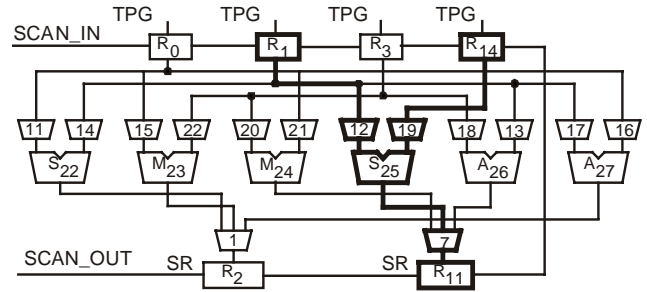 TPG TPG TPG TPG
SCAN_IN R0 R1 R3 R14
11 14 15 22 20 21 12 19 18 13 17 16
S22 M23 M24 S25 A26 A27
1 7
SCAN_OUT SR R2 SR R11